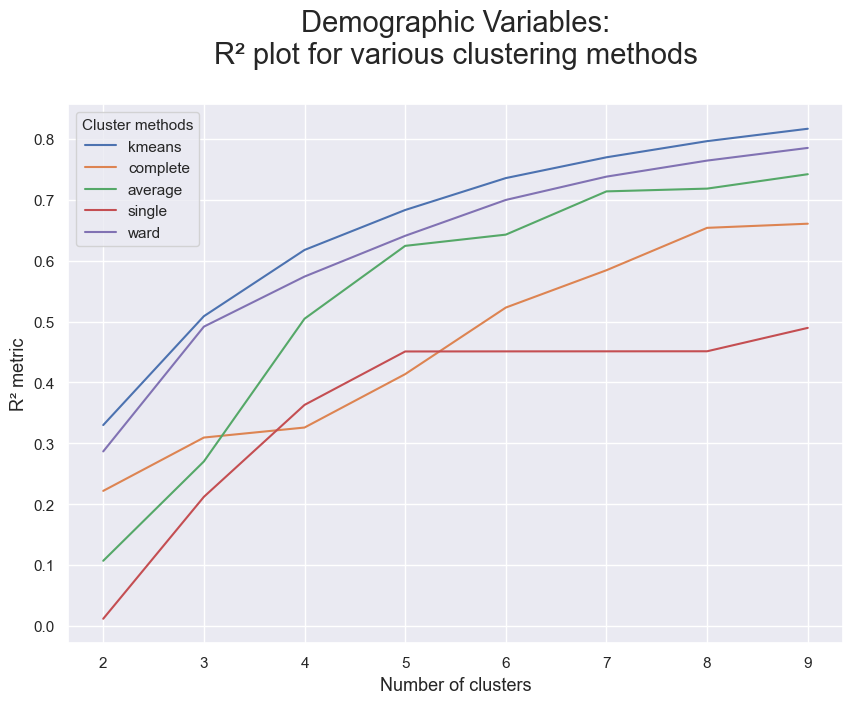 Demographic Variables:
R² plot for various clustering methods
Cluster methods
kmeans
complete
average
single
ward
R² metric
0.8
0.7
0.6
0.5
0.4
0.3
0.2
0.1
0.0
2 3 4 5 6 7 8 9
Number of clusters